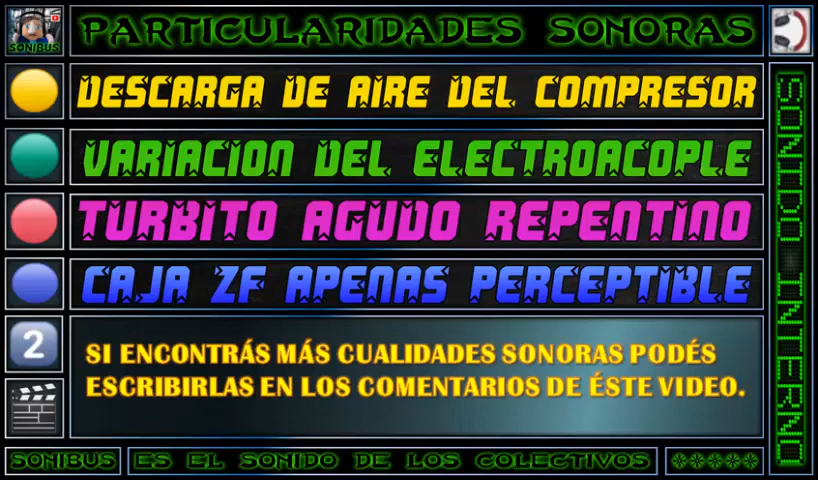 SONIBUS
PARTICULARIDADES SONORAS
DESCARGA DE AIRE DEL COMPRESOR
VARIACION DEL ELECTROACOPLE
TURBITO AGUDO REPENTINO
CAJA ZF APENAS PERCEPTIBLE
2
SI ENCONTRÁS MÁS CUALIDADES SONORAS PODÉS
ESCRIBIRLAS EN LOS COMENTARIOS DE ÉSTE VIDEO.
SONIDO INTERNO
SONIBUS
ES EL SONIDO DE LOS COLECTIVOS
*****